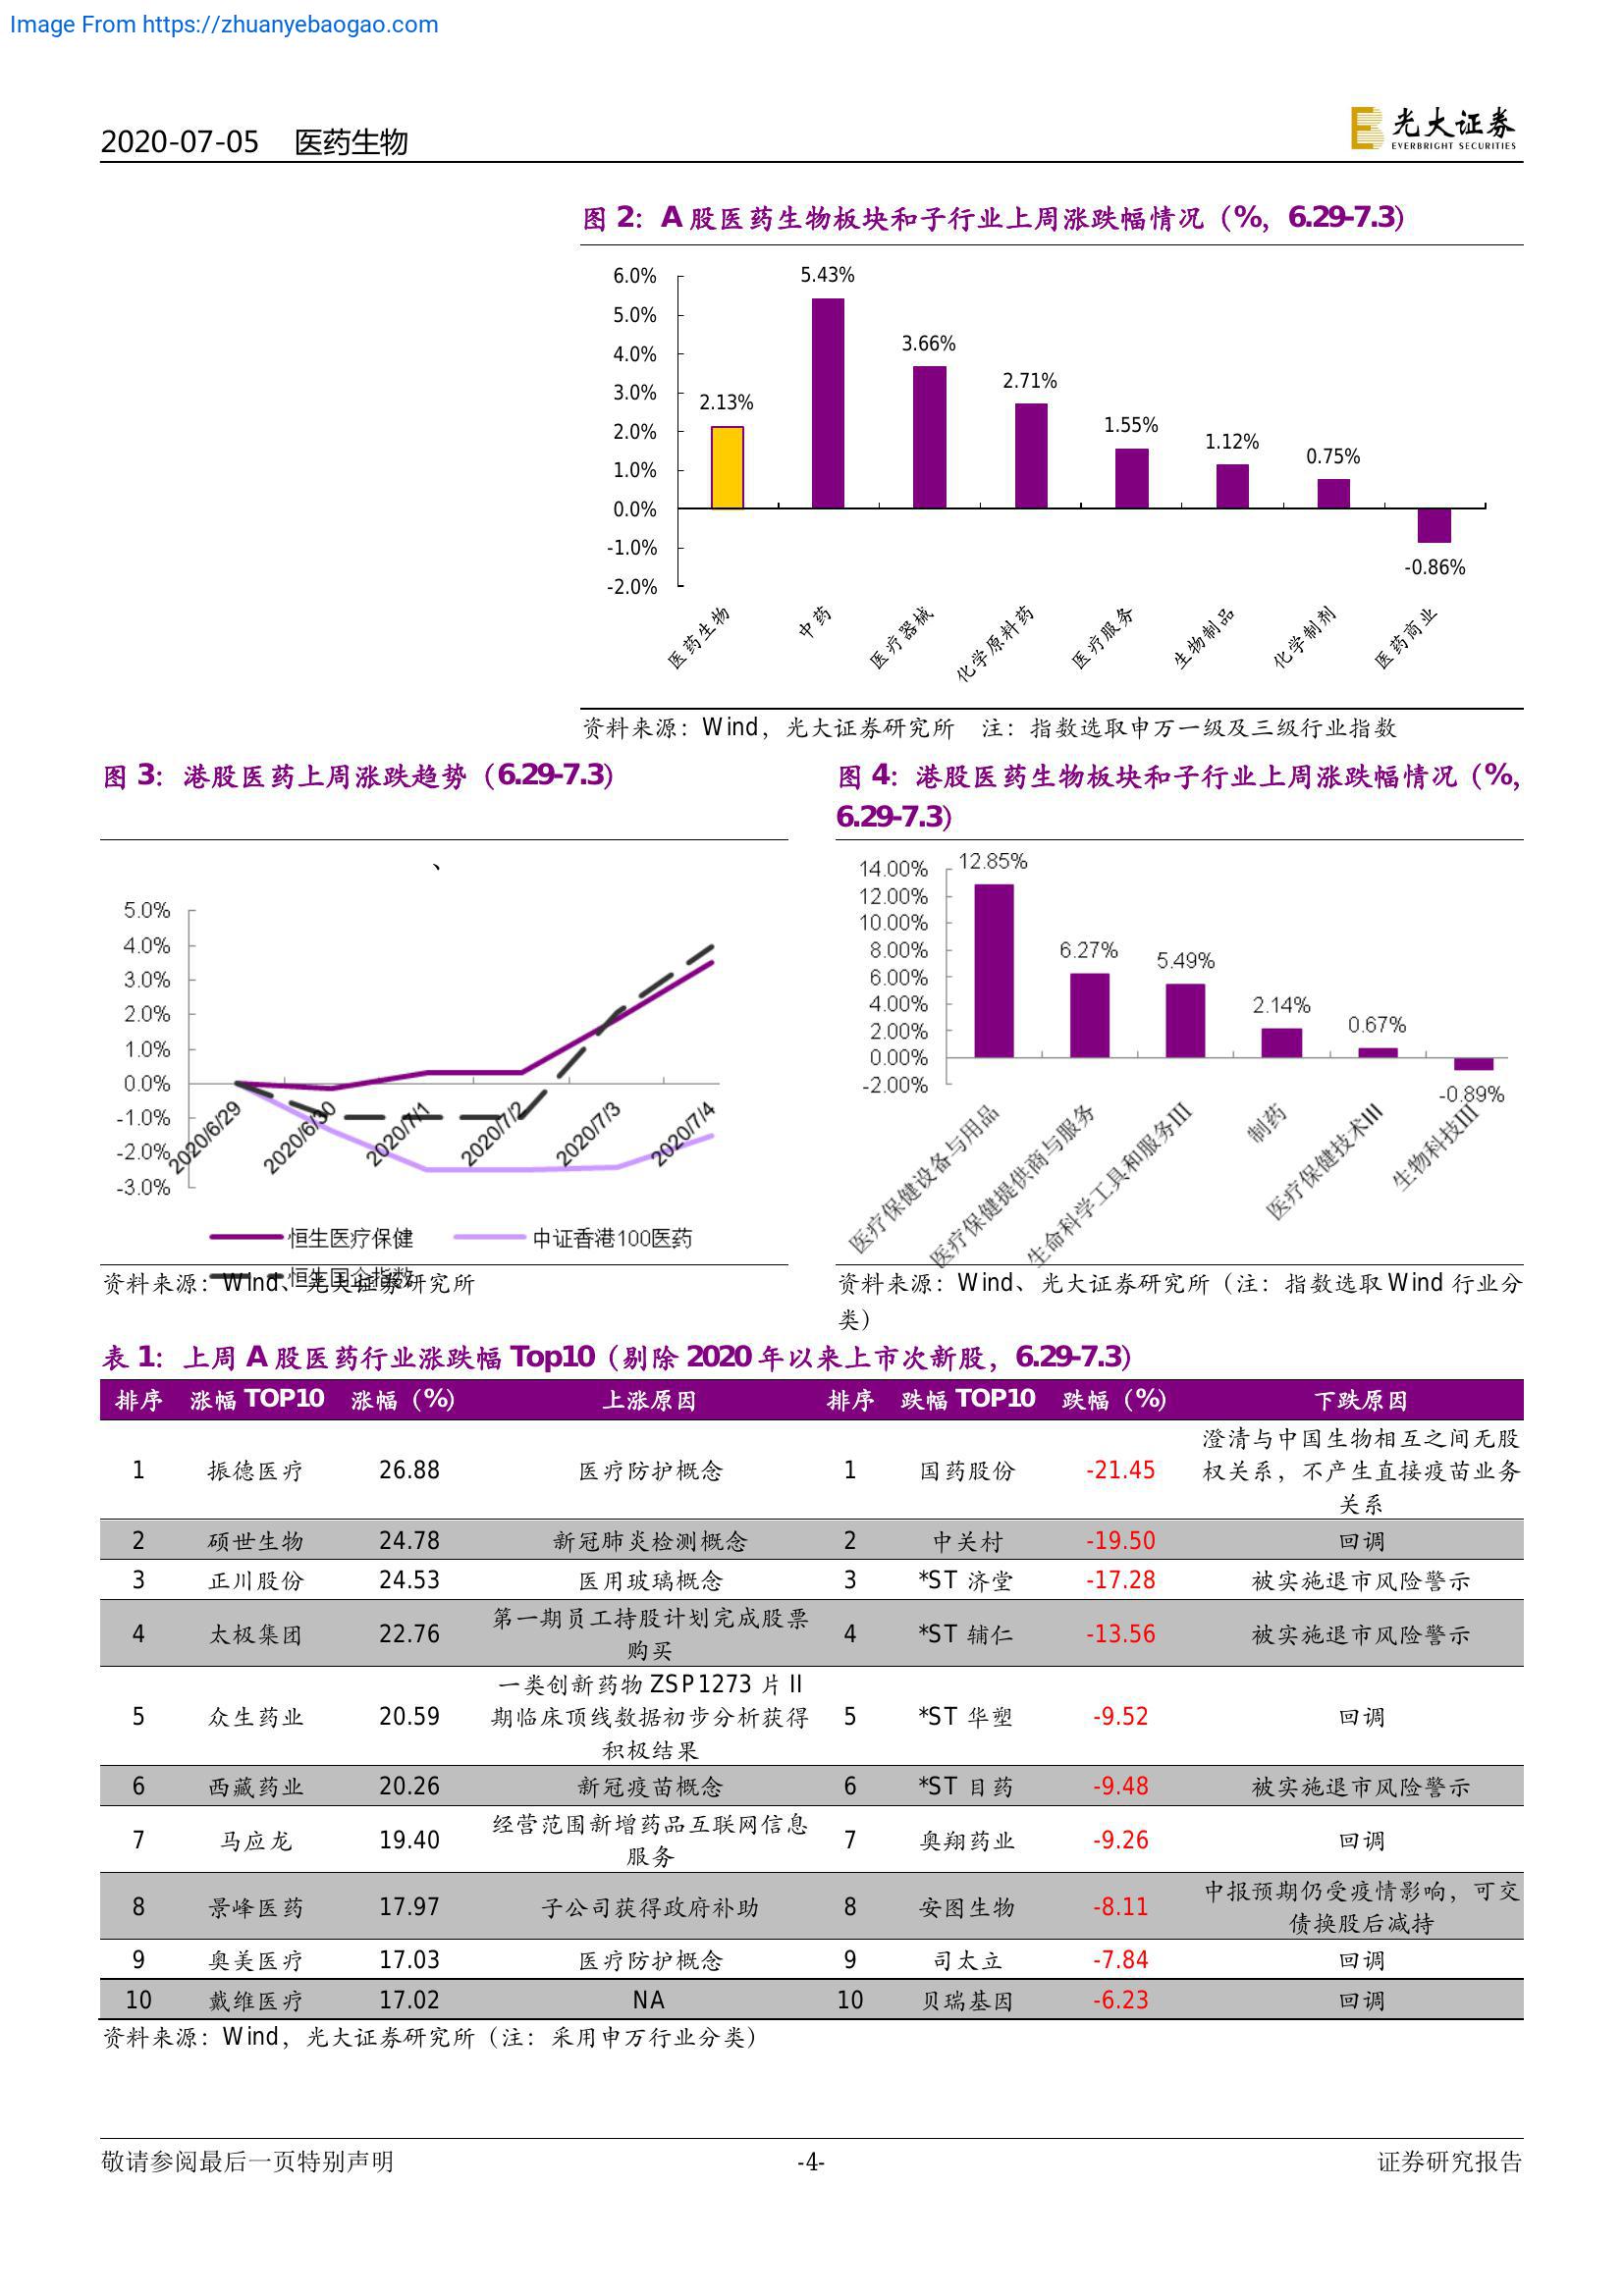 Image From https://zhuanyebaogao.com
2020-07-05 医药生物
光大证券
EVERBRIGHT SECURITIES
图 2：A 股医药生物板块和子行业上周涨跌幅情况（%，6.29-7.3）
6.0%
5.0%
4.0%
3.0%
2.0%
1.0%
0.0%
-1.0%
-2.0%
2.13%
5.43%
3.66%
2.71%
1.55%
1.12%
0.75%
-0.86%
医药生物
中药
医疗器械
化学原料药
医疗服务
生物制品
化学制剂
医药商业
资料来源：Wind，光大证券研究所 注：指数选取申万一级及三级行业指数
图 3：港股医药上周涨跌趋势（6.29-7.3）
、
5.0%
4.0%
3.0%
2.0%
1.0%
0.0%
-1.0%
-2.0%
-3.0%
2020/6/29
2020/6/30
2020/7/1
2020/7/2
2020/7/3
2020/7/4
恒生医疗保健 中证香港100医药
恒生国企指数
资料来源：Wind、光大证券研究所
图 4：港股医药生物板块和子行业上周涨跌幅情况（%，
6.29-7.3）
14.00%
12.00%
10.00%
8.00%
6.00%
4.00%
2.00%
0.00%
-2.00%
12.85%
6.27%
5.49%
2.14%
0.67%
-0.89%
医疗保健设备与用品
医疗保健提供商与服务
生命科学工具和服务III
制药
医疗保健技术III
生物科技III
资料来源：Wind、光大证券研究所（注：指数选取 Wind 行业分
类）
表 1：上周 A 股医药行业涨跌幅 Top10（剔除 2020 年以来上市次新股，6.29-7.3）
排序 涨幅 TOP10 涨幅（%） 上涨原因 排序 跌幅 TOP10 跌幅（%） 下跌原因
1 振德医疗 26.88 医疗防护概念 1 国药股份 -21.45 澄清与中国生物相互之间无股
权关系，不产生直接疫苗业务
关系
2 硕世生物 24.78 新冠肺炎检测概念 2 中关村 -19.50 回调
3 正川股份 24.53 医用玻璃概念 3 *ST 济堂 -17.28 被实施退市风险警示
4 太极集团 22.76 第一期员工持股计划完成股票
购买 4 *ST 辅仁 -13.56 被实施退市风险警示
5 众生药业 20.59 一类创新药物 ZSP1273 片 II
期临床顶线数据初步分析获得
积极结果 5 *ST 华塑 -9.52 回调
6 西藏药业 20.26 新冠疫苗概念 6 *ST 目药 -9.48 被实施退市风险警示
7 马应龙 19.40 经营范围新增药品互联网信息
服务 7 奥翔药业 -9.26 回调
8 景峰医药 17.97 子公司获得政府补助 8 安图生物 -8.11 中报预期仍受疫情影响，可交
债换股后减持
9 奥美医疗 17.03 医疗防护概念 9 司太立 -7.84 回调
10 戴维医疗 17.02 NA 10 贝瑞基因 -6.23 回调
资料来源：Wind，光大证券研究所（注：采用申万行业分类）
敬请参阅最后一页特别声明 -4- 证券研究报告